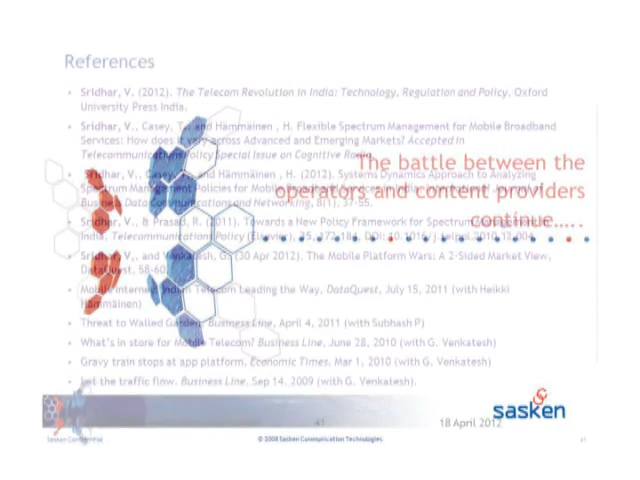 References
Sridhar, V. (2012). The Telecom Revolution in India: Technology, Regulation and Policy, Oxford
University Press India.
Sridhar, V., Casey, T., and Hämmäinen , H. Flexible Spectrum Management for Mobile Broadband
Services: How does it vary across Advanced and Emerging Markets? Accepted in
Telecommunications Policy Special Issue on Cognitive Radio.
The battle between the
operators and content providers
continue.....
Sridhar, V., Casey, T., and Hämmäinen , H. (2012). Systems Dynamics Approach to Analyzing
Spectrum Management Policies for Mobile
Business Data Communications and Networking, 8(1), 37-55.
Sridhar, V., & Prasad, R. (2011). Towards a New Policy Framework for Spectrum Management in
India, Telecommunications Policy (Elsevier), 35, 172-184, DOI: 10.1016/j.telpol.2010.12.004
Sridhar, V., and Venkatesh, G. (30 Apr 2012). The Mobile Platform Wars: A 2-Sided Market View,
DataQuest, 58-60.
Mobile Internet: Indian Telecom Leading the Way, DataQuest, July 15, 2011 (with Heikki
Hämmäinen)
Threat to Walled Garden. Business Line, April 4, 2011 (with Subhash P)
What's in store for Mobile Telecom? Business Line, June 28, 2010 (with G. Venkatesh)
Gravy train stops at app platform. Economic Times. Mar 1, 2010 (with G. Venkatesh)
Let the traffic flow. Business Line. Sep 14. 2009 (with G. Venkatesh).
sasken
41 18 April 2012
Sasken Confidential © 2008 Sasken Communication Technologies 41